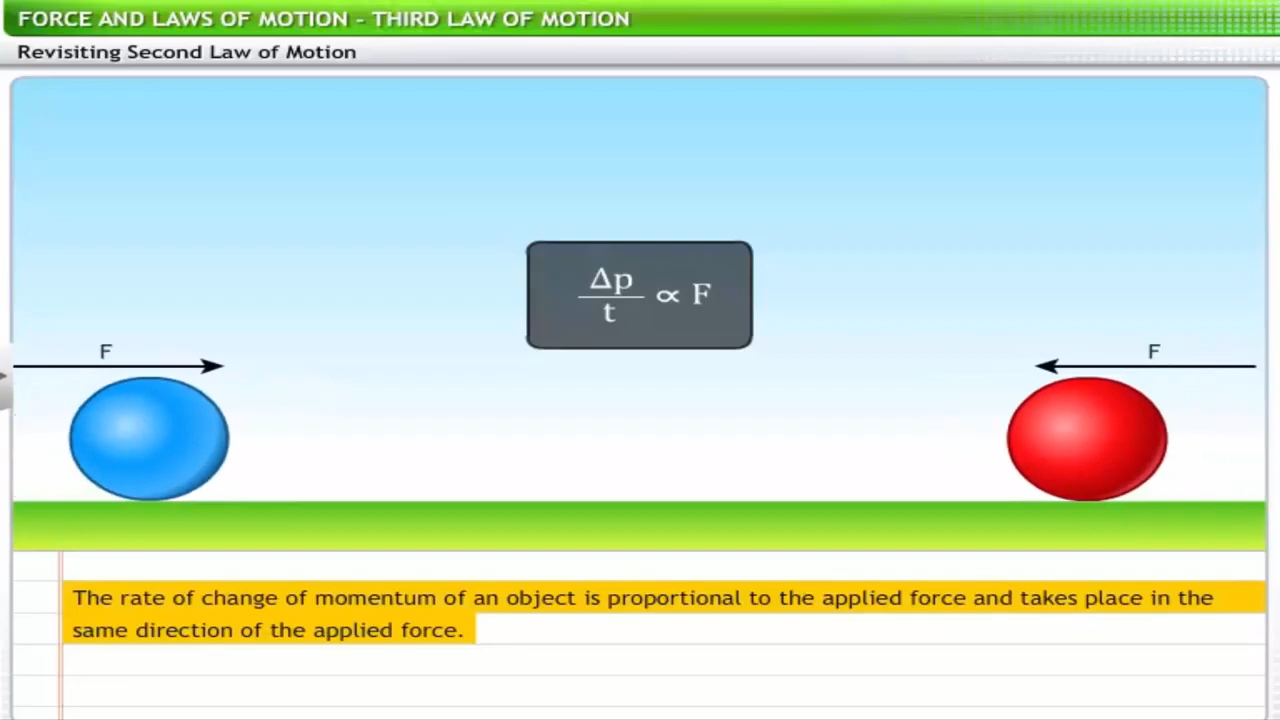 FORCE AND LAWS OF MOTION – THIRD LAW OF MOTION
Revisiting Second Law of Motion
Δp
t
∝ F
F
F
The rate of change of momentum of an object is proportional to the applied force and takes place in the
same direction of the applied force.